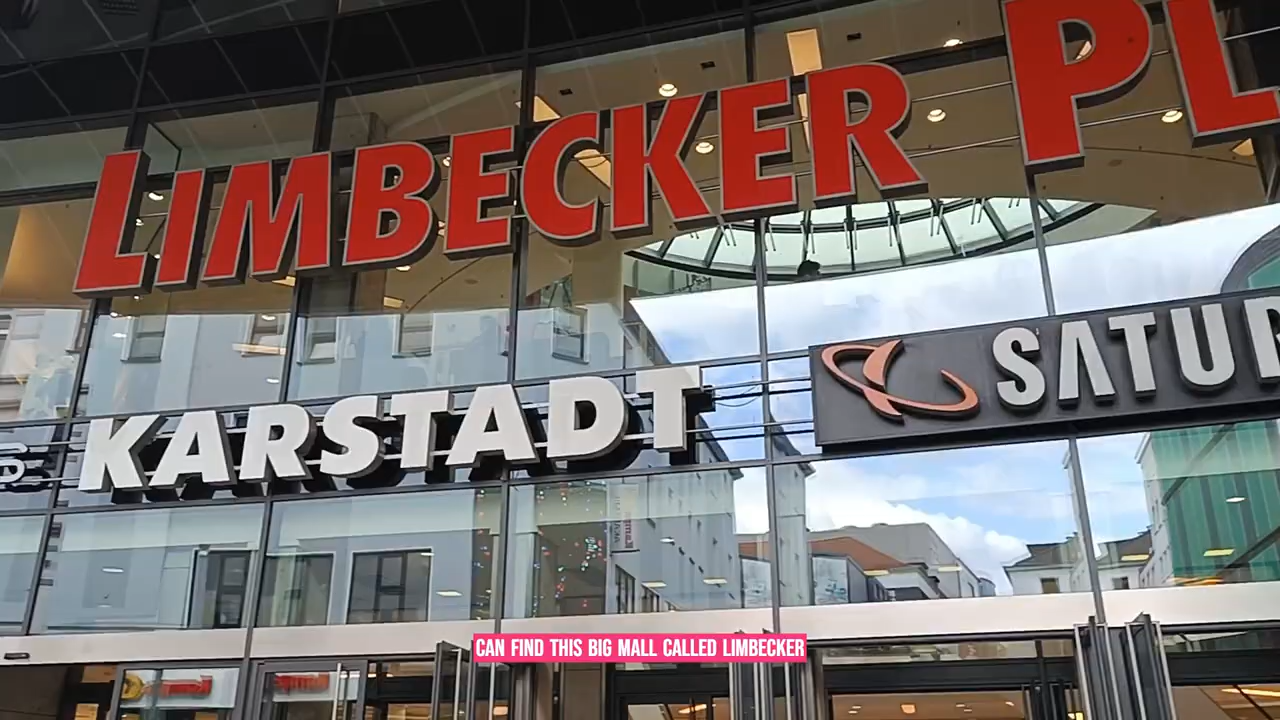 LIMBECKER PL
KARSTADT
SATUR
CAN FIND THIS BIG MALL CALLED LIMBECKER